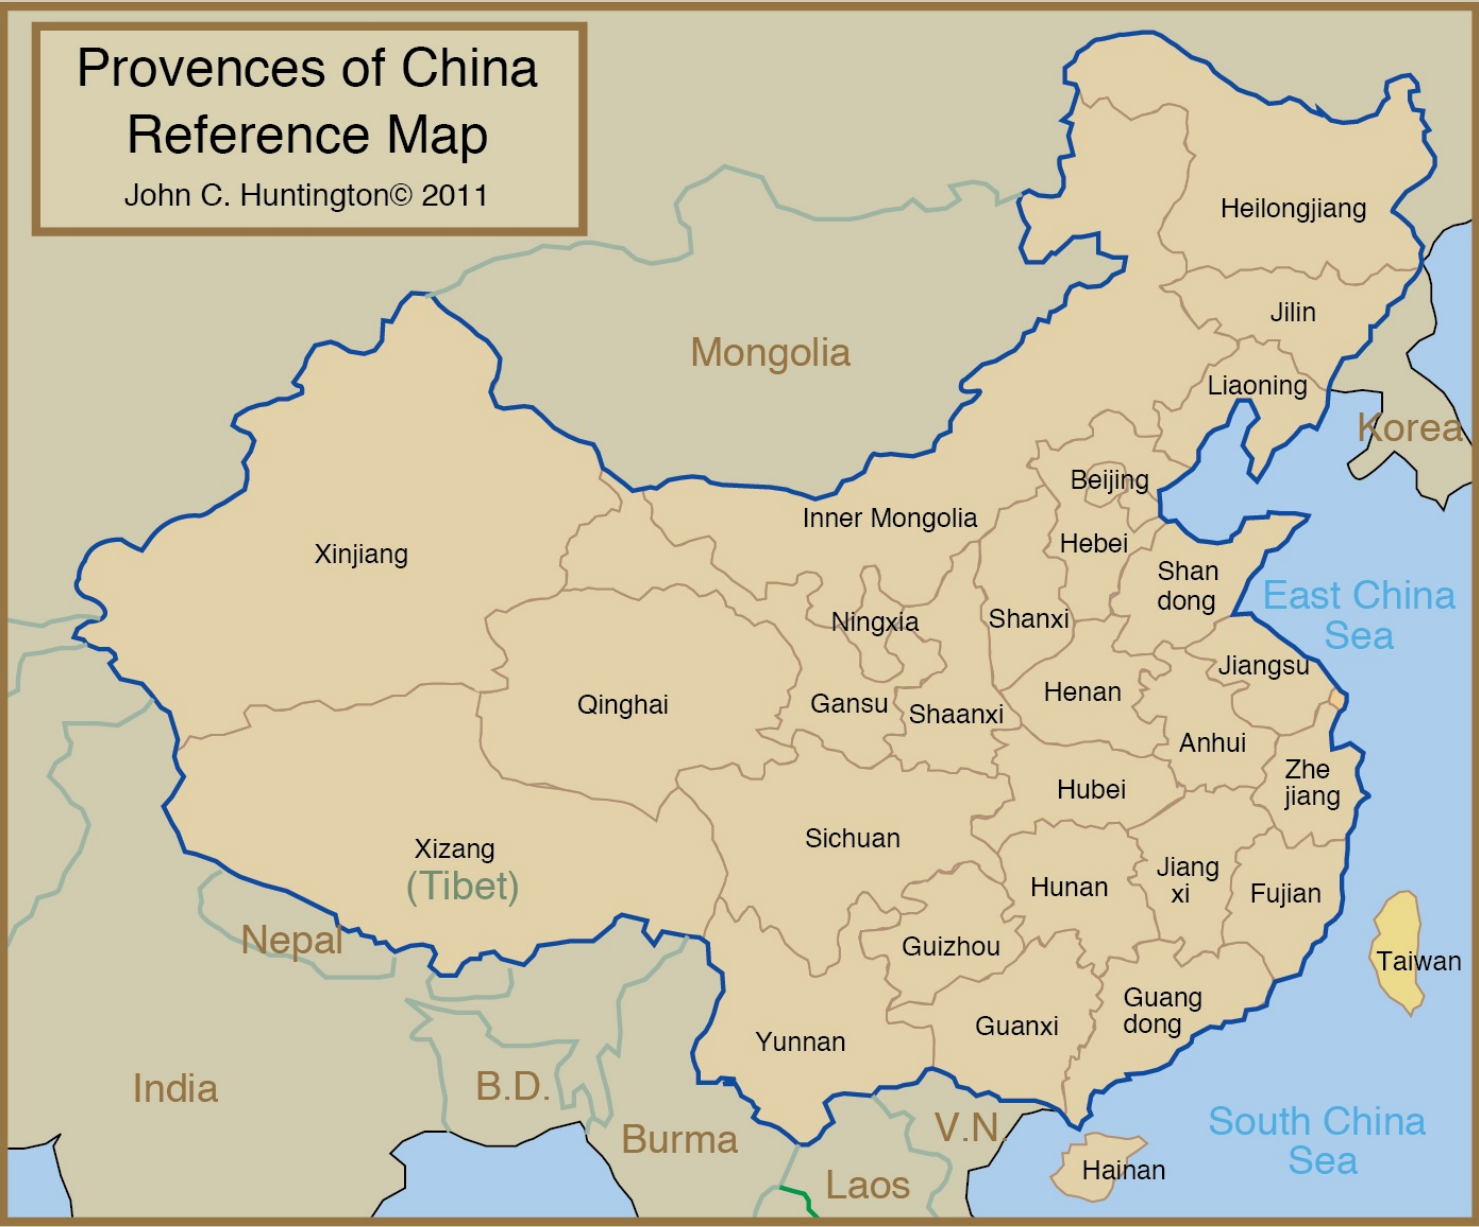 Provences of China
Reference Map
John C. Huntington© 2011
Heilongjiang
Jilin
Mongolia
Liaoning
Korea
Beijing
Inner Mongolia
Hebei
Xinjiang
Shan
dong
East China
Sea
Ningxia
Shanxi
Jiangsu
Qinghai
Gansu
Shaanxi
Henan
Anhui
Zhe
jiang
Hubei
Sichuan
Xizang
(Tibet)
Hunan
Jiang
xi
Fujian
Nepal
Guizhou
Taiwan
Guang
dong
Guanxi
Yunnan
India
B.D.
Burma
V.N.
South China
Sea
Laos
Hainan